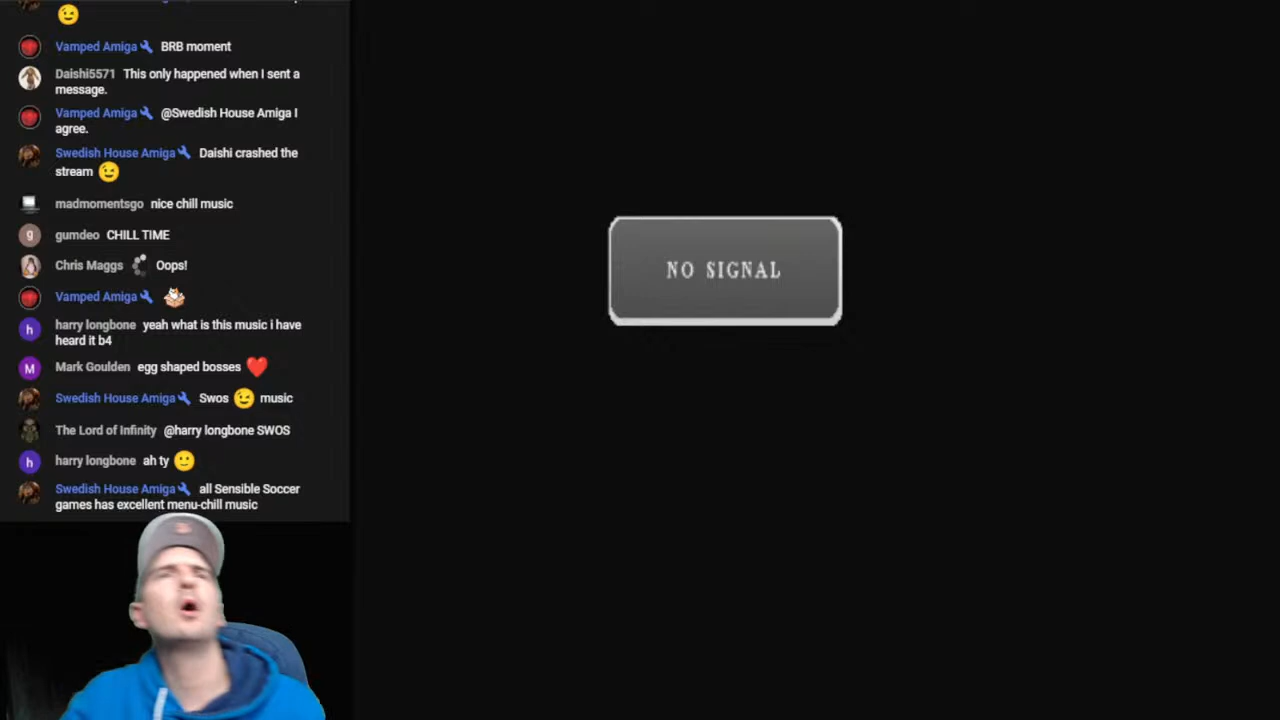 Vamped Amiga BRB moment
Daishi5571 This only happened when I sent a
message.
Vamped Amiga @Swedish House Amiga I
agree.
Swedish House Amiga Daishi crashed the
stream 😉
madmomentsgo nice chill music
g gumdeo CHILL TIME
Chris Maggs Oops!
Vamped Amiga
h harry longbone yeah what is this music i have
heard it b4
M Mark Goulden egg shaped bosses ❤️
Swedish House Amiga Swos 😉 music
The Lord of Infinity @harry longbone SWOS
h harry longbone ah ty 🙂
Swedish House Amiga all Sensible Soccer
games has excellent menu-chill music
NO SIGNAL